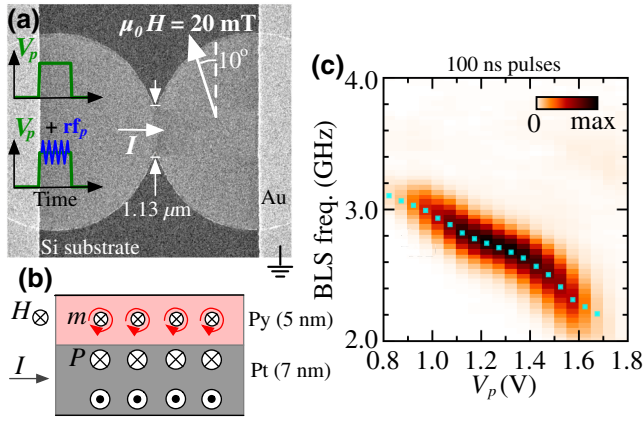 (a)
μ₀ H = 20 mT
10°
Vₚ
Vₚ + rfₚ
I
Time
1.13 μm
Au
Si substrate
(b)
H⊗
m
Py (5 nm)
P
I
Pt (7 nm)
(c)
100 ns pulses
0 max
BLS freq. (GHz)
4.0
3.0
2.0
0.8 1.0 1.2 1.4 1.6 1.8
Vₚ (V)